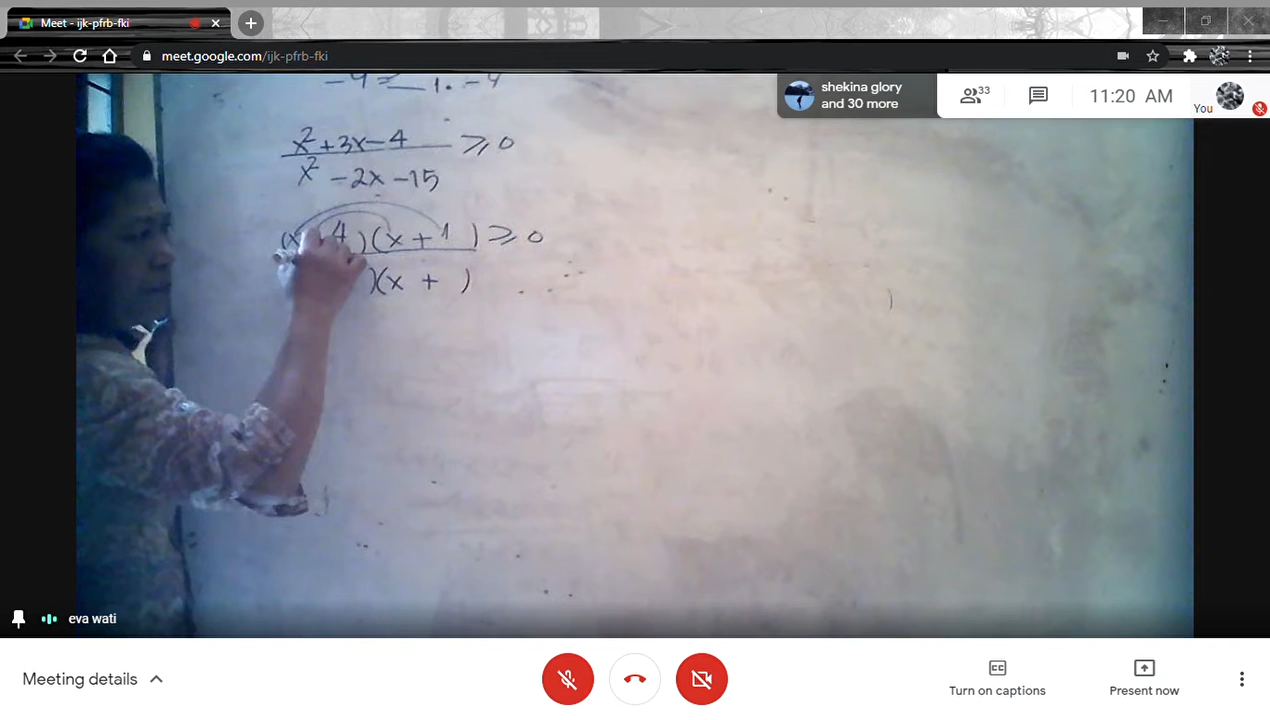 Meet - ijk-pfrb-fki
meet.google.com/ijk-pfrb-fki
shekina glory
and 30 more
33
11:20 AM
You
x² + 3x - 4 ≥ 0
x² - 2x - 15
(x 4)(x + 1) ≥ 0
)(x + )
eva wati
Meeting details
Turn on captions
Present now